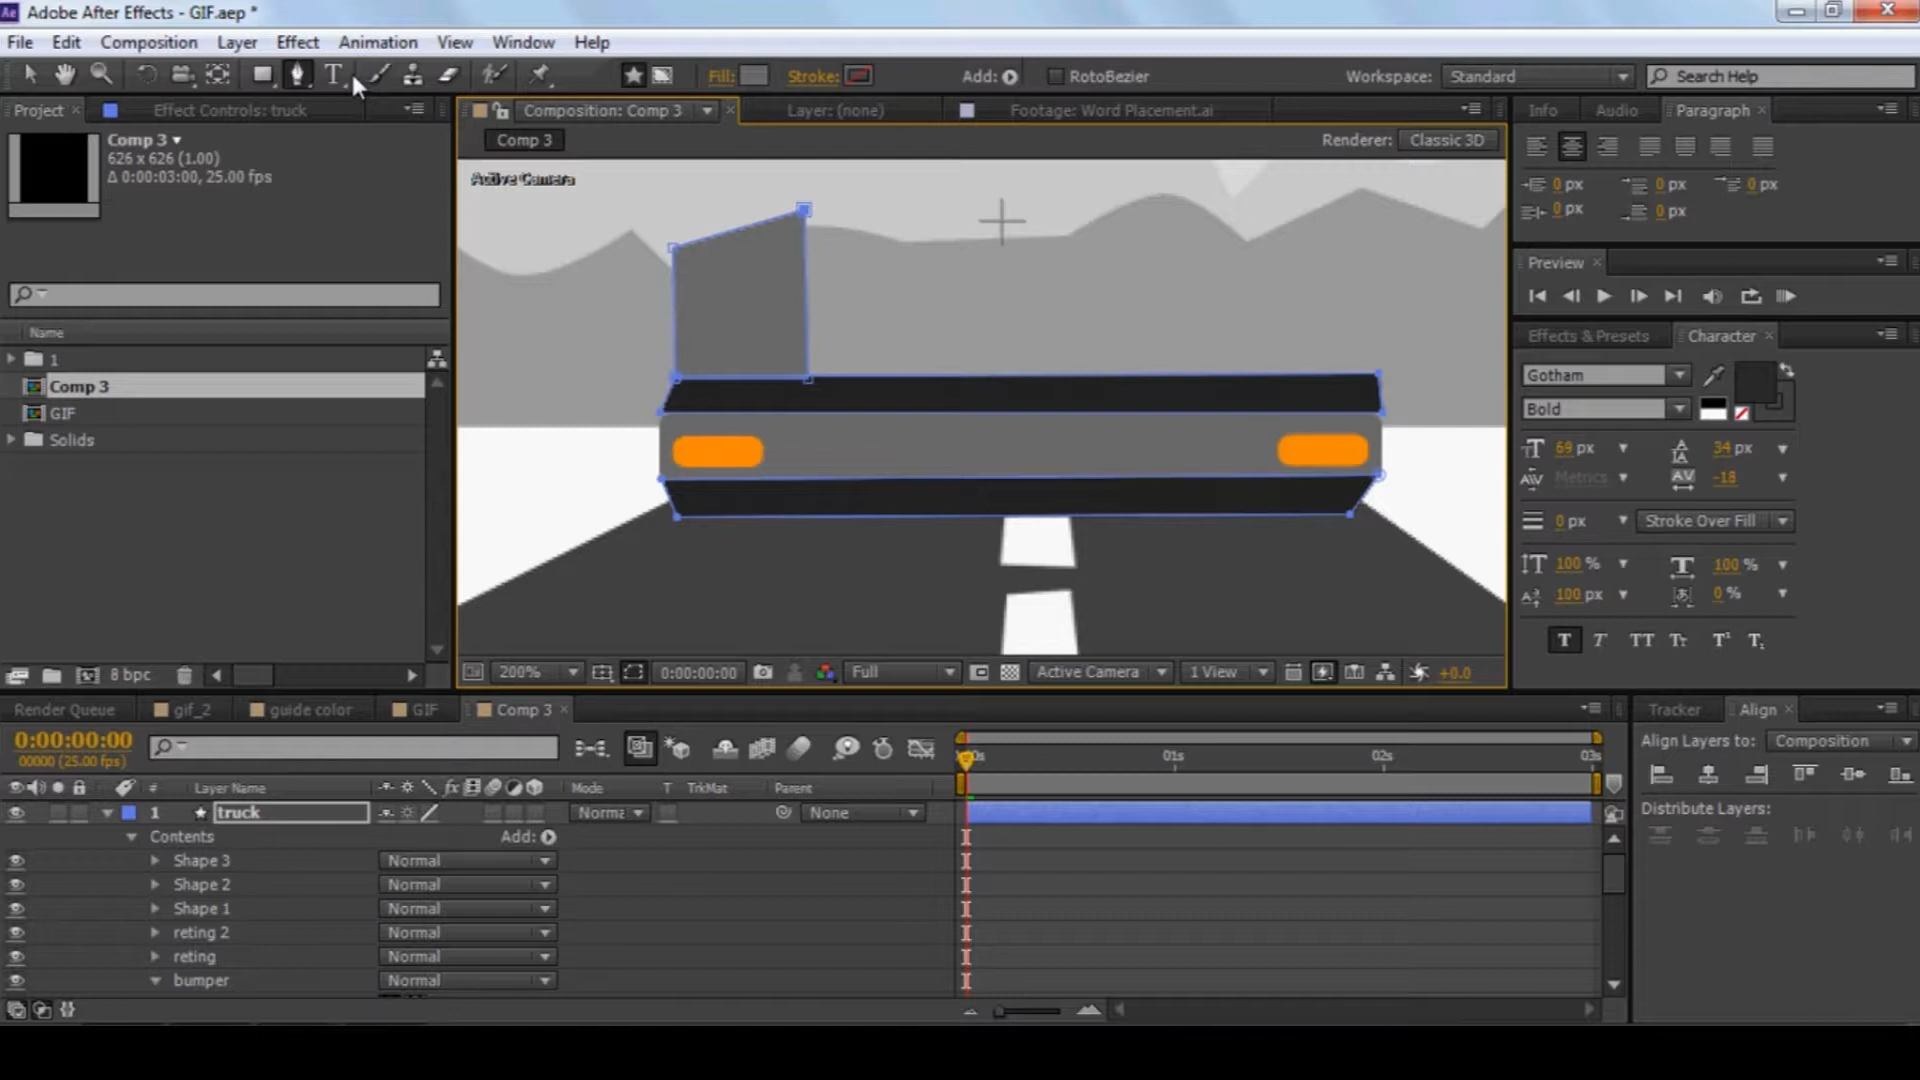 Ae Adobe After Effects - GIF.aep *
File Edit Composition Layer Effect Animation View Window Help
T Fill: Stroke: Add: RotoBezier Workspace: Standard Search Help
Project Effect Controls: truck Composition: Comp 3 Layer: (none) Footage: Word Placement.ai Info Audio Paragraph
Comp 3
626 x 626 (1.00)
Δ 0:00:03:00, 25.00 fps
Comp 3 Renderer: Classic 3D
Active Camera
0 px 0 px 0 px
0 px 0 px
Preview
Name
1
Comp 3
GIF
Solids
Effects & Presets Character
Gotham
Bold
69 px 34 px
Metrics -18
0 px Stroke Over Fill
100 % 100 %
100 px 0 %
T T TT Tt T¹ T₁
8 bpc
200% 0:00:00:00 Full Active Camera 1 View +0.0
Render Queue gif_2 guide color GIF Comp 3
0:00:00:00
00000 (25.00 fps)
01s 02s 03s
Tracker Align
Align Layers to: Composition
Distribute Layers:
# Layer Name fx Mode T TrkMat Parent
1 truck Norma None
Contents Add:
Shape 3 Normal
Shape 2 Normal
Shape 1 Normal
reting 2 Normal
reting Normal
bumper Normal